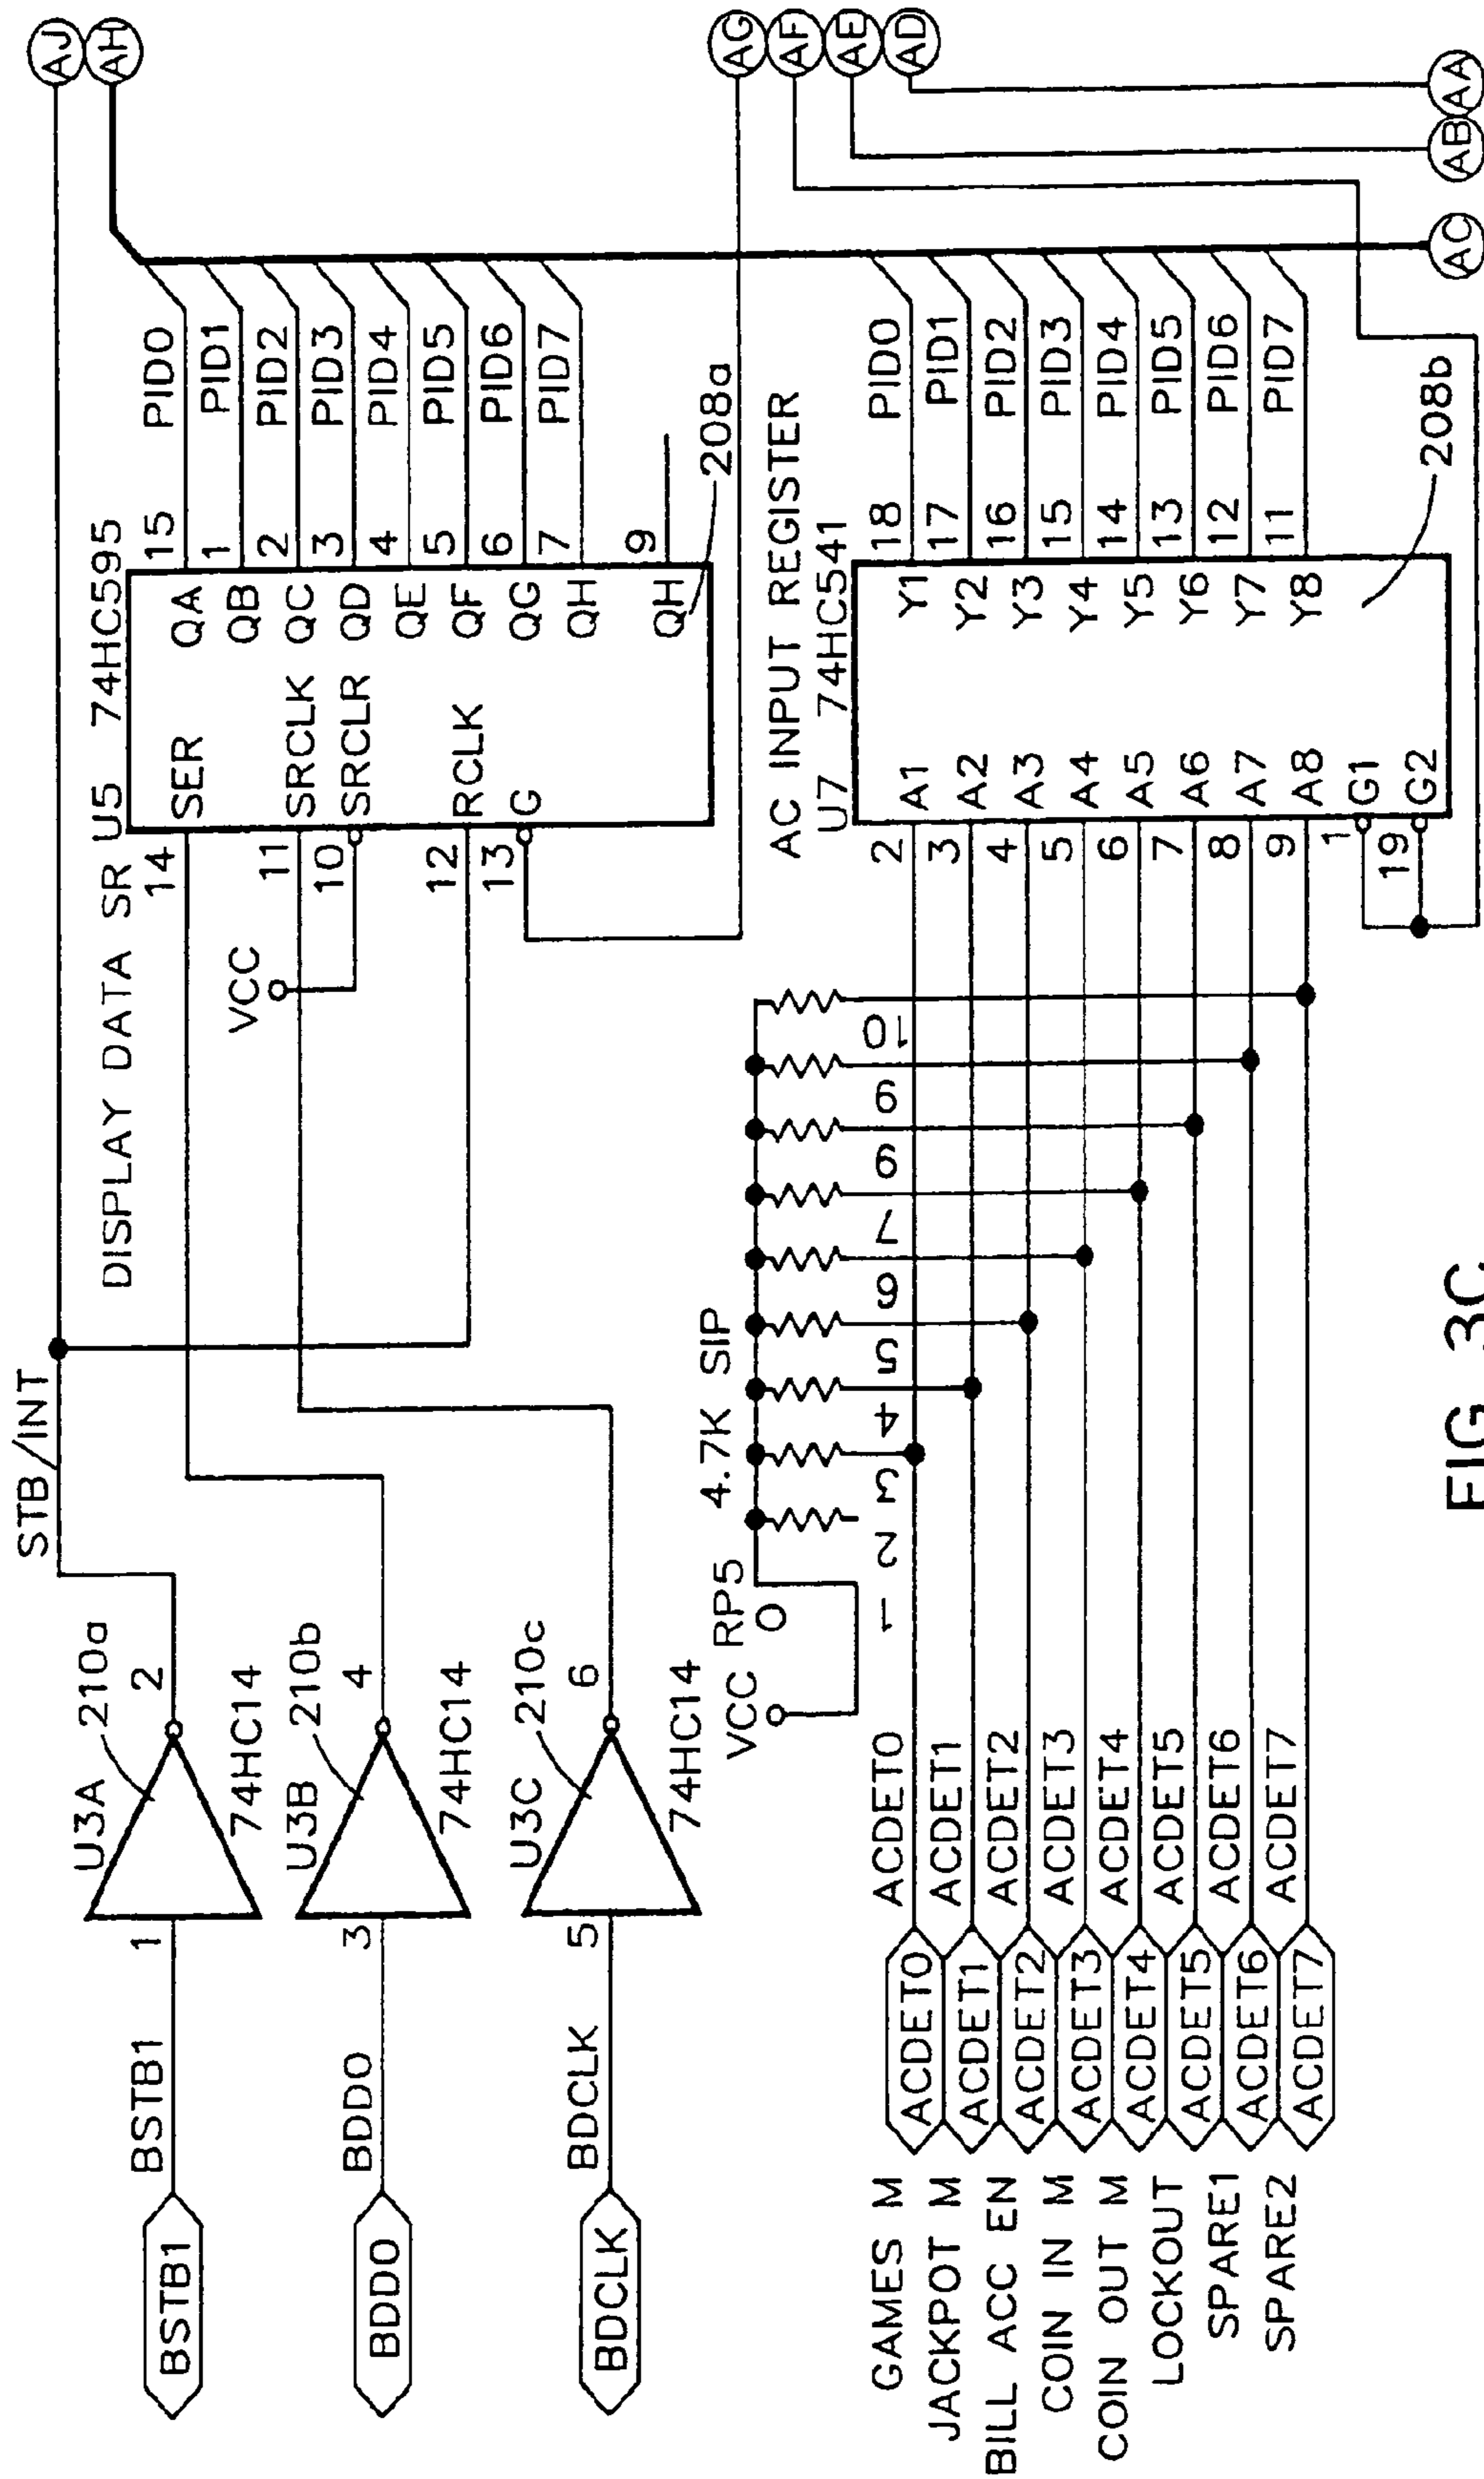 BSTB1
BSTB1
1
U3A
210a
2
74HC14
STB/INT
AJ
AH
BDDO
BDDO
3
U3B
210b
4
74HC14
BDCLK
BDCLK
5
U3C
210c
6
74HC14
DISPLAY DATA SR
U5 74HC595
VCC
14 SER QA 15 PID0
QB 1 PID1
11 SRCLK QC 2 PID2
10 SRCLR QD 3 PID3
QE 4 PID4
12 RCLK QF 5 PID5
13 G QG 6 PID6
QH 7 PID7
QH 9
208a
AG
AF
AE
AD
VCC
RP5 4.7K SIP
0
1 2 3 4 5 6 7 9 9 10
AC INPUT REGISTER
U7 74HC541
GAMES M ACDET0 ACDET0 2 A1 Y1 18 PID0
JACKPOT M ACDET1 ACDET1 3 A2 Y2 17 PID1
BILL ACC EN ACDET2 ACDET2 4 A3 Y3 16 PID2
COIN IN M ACDET3 ACDET3 5 A4 Y4 15 PID3
COIN OUT M ACDET4 ACDET4 6 A5 Y5 14 PID4
LOCKOUT ACDET5 ACDET5 7 A6 Y6 13 PID5
SPARE1 ACDET6 ACDET6 8 A7 Y7 12 PID6
SPARE2 ACDET7 ACDET7 9 A8 Y8 11 PID7
1 G1
19 G2
208b
AC
AB
AA
FIG. 3C